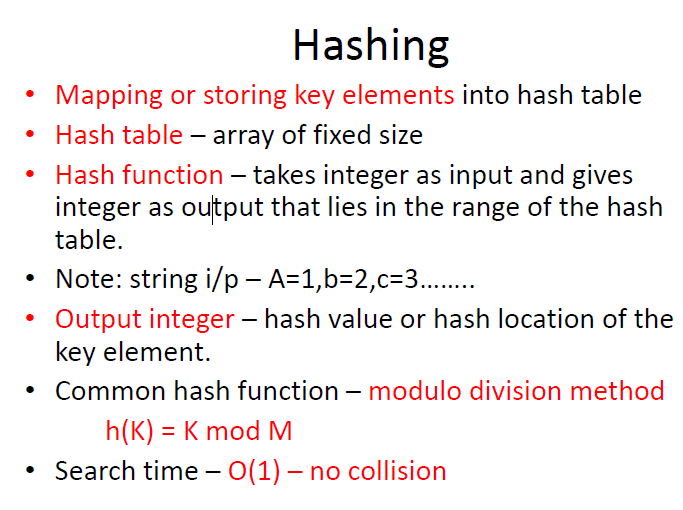 Hashing
• Mapping or storing key elements into hash table
• Hash table – array of fixed size
• Hash function – takes integer as input and gives
integer as output that lies in the range of the hash
table.
• Note: string i/p – A=1,b=2,c=3……..
• Output integer – hash value or hash location of the
key element.
• Common hash function – modulo division method
h(K) = K mod M
• Search time – O(1) – no collision